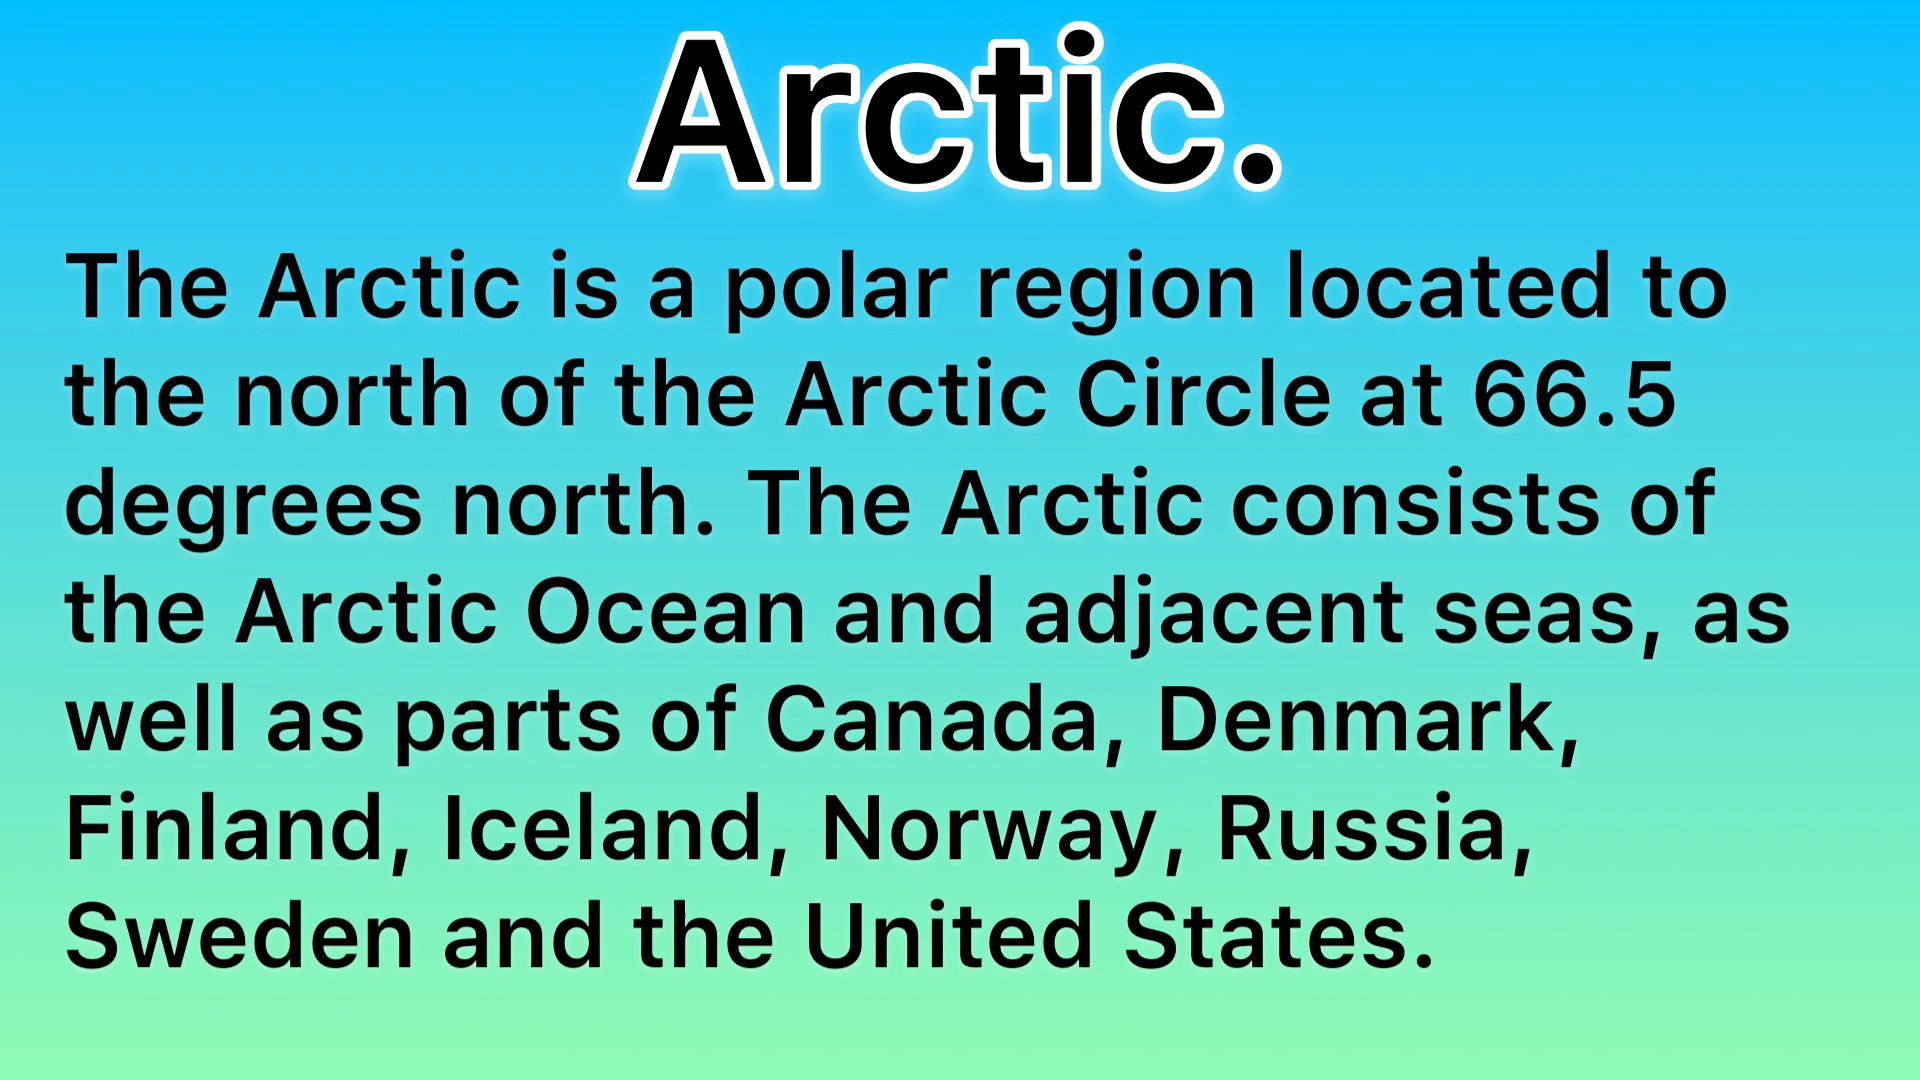 Arctic.
The Arctic is a polar region located to
the north of the Arctic Circle at 66.5
degrees north. The Arctic consists of
the Arctic Ocean and adjacent seas, as
well as parts of Canada, Denmark,
Finland, Iceland, Norway, Russia,
Sweden and the United States.